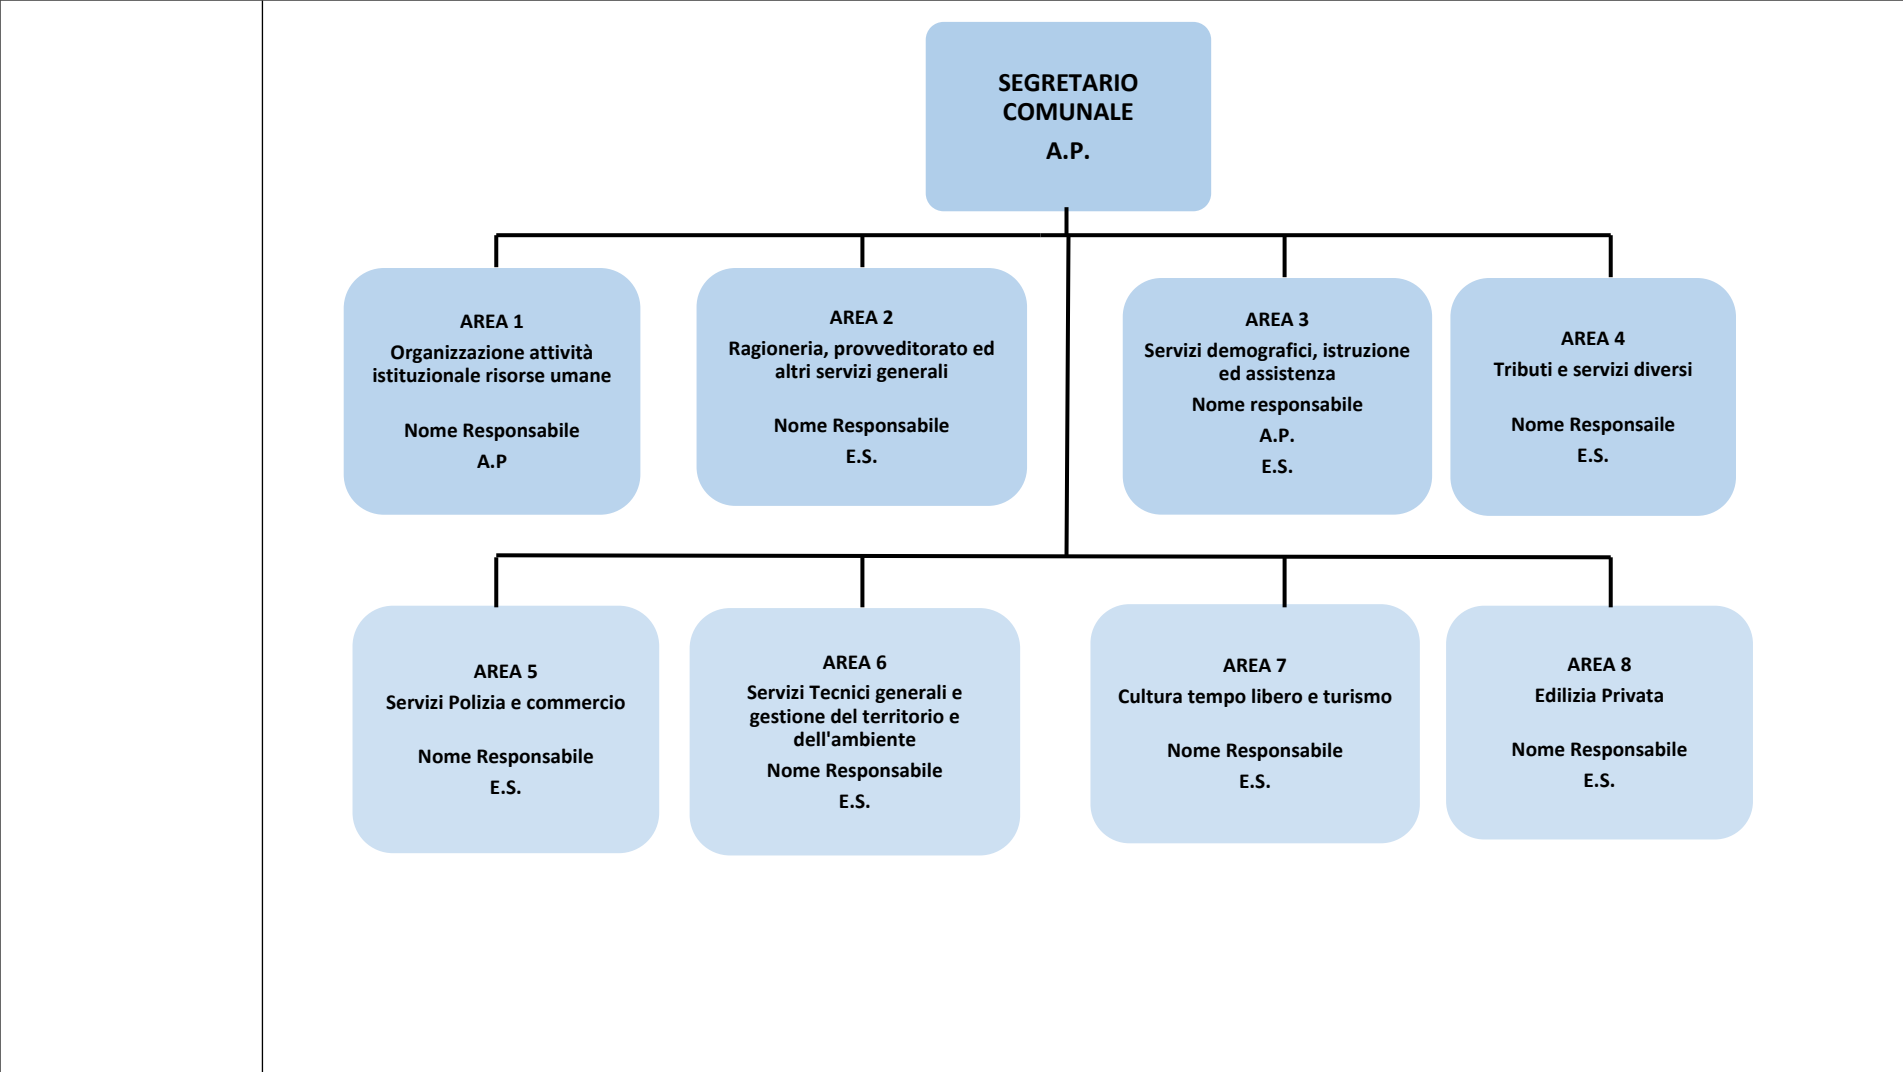 SEGRETARIO
COMUNALE
A.P.
AREA 1
Organizzazione attività
istituzionale risorse umane
Nome Responsabile
A.P
AREA 2
Ragioneria, provveditorato ed
altri servizi generali
Nome Responsabile
E.S.
AREA 3
Servizi demografici, istruzione
ed assistenza
Nome responsabile
A.P.
E.S.
AREA 4
Tributi e servizi diversi
Nome Responsaile
E.S.
AREA 5
Servizi Polizia e commercio
Nome Responsabile
E.S.
AREA 6
Servizi Tecnici generali e
gestione del territorio e
dell'ambiente
Nome Responsabile
E.S.
AREA 7
Cultura tempo libero e turismo
Nome Responsabile
E.S.
AREA 8
Edilizia Privata
Nome Responsabile
E.S.